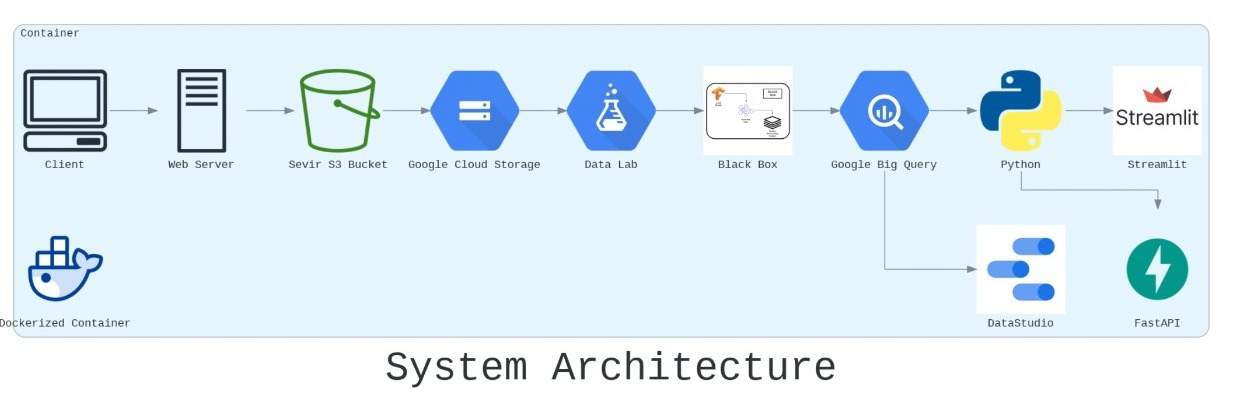 Container
Client
Web Server
Sevir S3 Bucket
Google Cloud Storage
Data Lab
Black Box
Google Big Query
Python
Streamlit
Streamlit
Dockerized Container
DataStudio
FastAPI
System Architecture